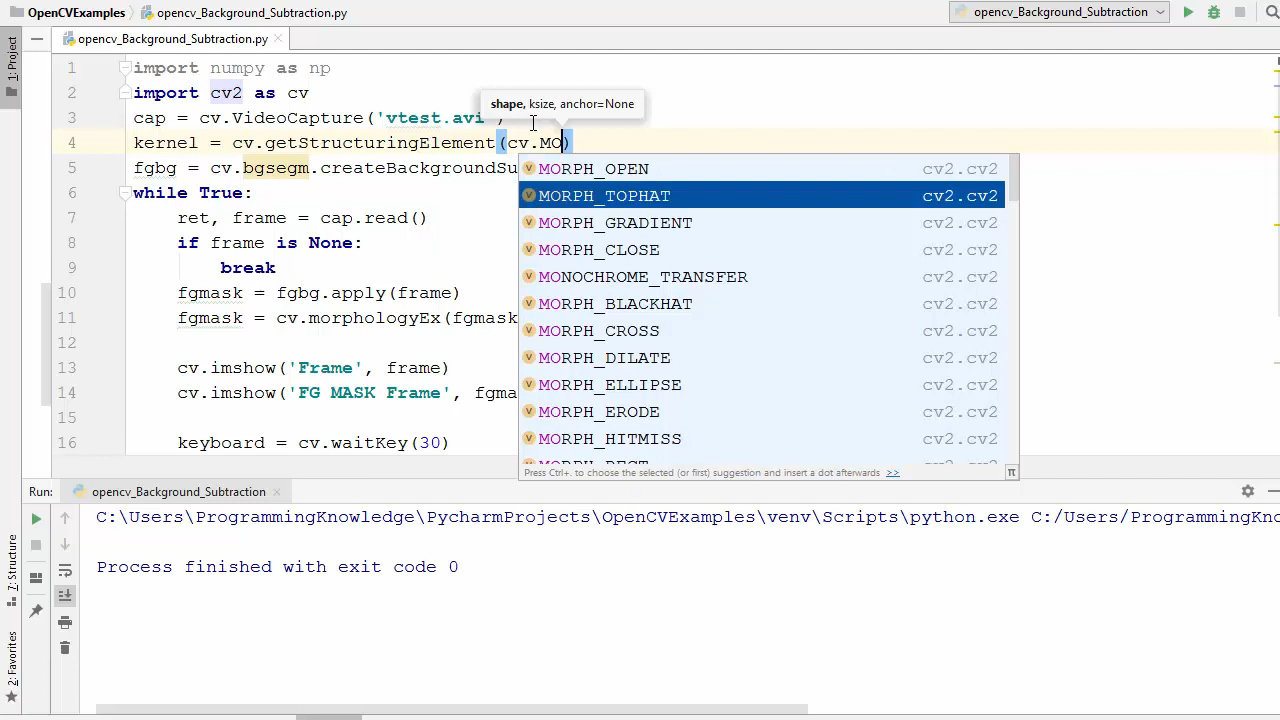 OpenCVExamples opencv_Background_Subtraction.py opencv_Background_Subtraction
opencv_Background_Subtraction.py
1: Project
shape, ksize, anchor=None
1 import numpy as np
2 import cv2 as cv
3 cap = cv.VideoCapture('vtest.avi')
4 kernel = cv.getStructuringElement(cv.MO)
5 fgbg = cv.bgsegm.createBackgroundSu
6 while True:
7 ret, frame = cap.read()
8 if frame is None:
9 break
10 fgmask = fgbg.apply(frame)
11 fgmask = cv.morphologyEx(fgmask
12
13 cv.imshow('Frame', frame)
14 cv.imshow('FG MASK Frame', fgma
15
16 keyboard = cv.waitKey(30)
MORPH_OPEN cv2.cv2
MORPH_TOPHAT cv2.cv2
MORPH_GRADIENT cv2.cv2
MORPH_CLOSE cv2.cv2
MONOCHROME_TRANSFER cv2.cv2
MORPH_BLACKHAT cv2.cv2
MORPH_CROSS cv2.cv2
MORPH_DILATE cv2.cv2
MORPH_ELLIPSE cv2.cv2
MORPH_ERODE cv2.cv2
MORPH_HITMISS cv2.cv2
MORPH_RECT cv2.cv2
Press Ctrl+. to choose the selected (or first) suggestion and insert a dot afterwards >> π
Run: opencv_Background_Subtraction
C:\Users\ProgrammingKnowledge\PycharmProjects\OpenCVExamples\venv\Scripts\python.exe C:/Users/ProgrammingKno
Process finished with exit code 0
7: Structure
2: Favorites